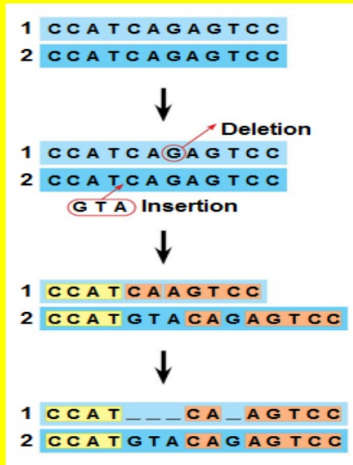 1 CCATCAGAGTCC
2 CCATCAGAGTCC
Deletion
1 CCATCAGAGTCC
2 CCATCAGAGTCC
GTA Insertion
1 CCATCAAGTCC
2 CCATGTACAGAGTCC
1 CCAT___CA_AGTCC
2 CCATGTACAGAGTCC